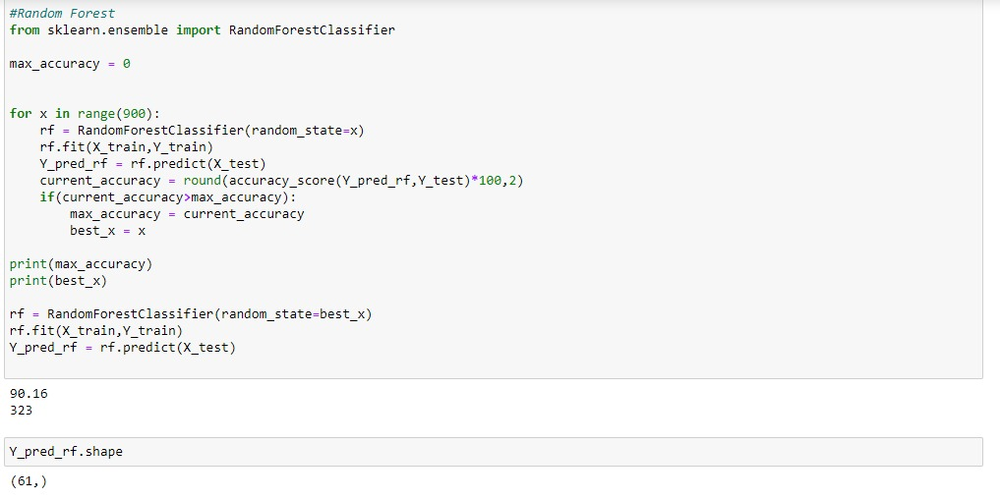 #Random Forest
from sklearn.ensemble import RandomForestClassifier
max_accuracy = 0
for x in range(900):
    rf = RandomForestClassifier(random_state=x)
    rf.fit(X_train,Y_train)
    Y_pred_rf = rf.predict(X_test)
    current_accuracy = round(accuracy_score(Y_pred_rf,Y_test)*100,2)
    if(current_accuracy>max_accuracy):
        max_accuracy = current_accuracy
        best_x = x
print(max_accuracy)
print(best_x)
rf = RandomForestClassifier(random_state=best_x)
rf.fit(X_train,Y_train)
Y_pred_rf = rf.predict(X_test)
90.16
323
Y_pred_rf.shape
(61,)